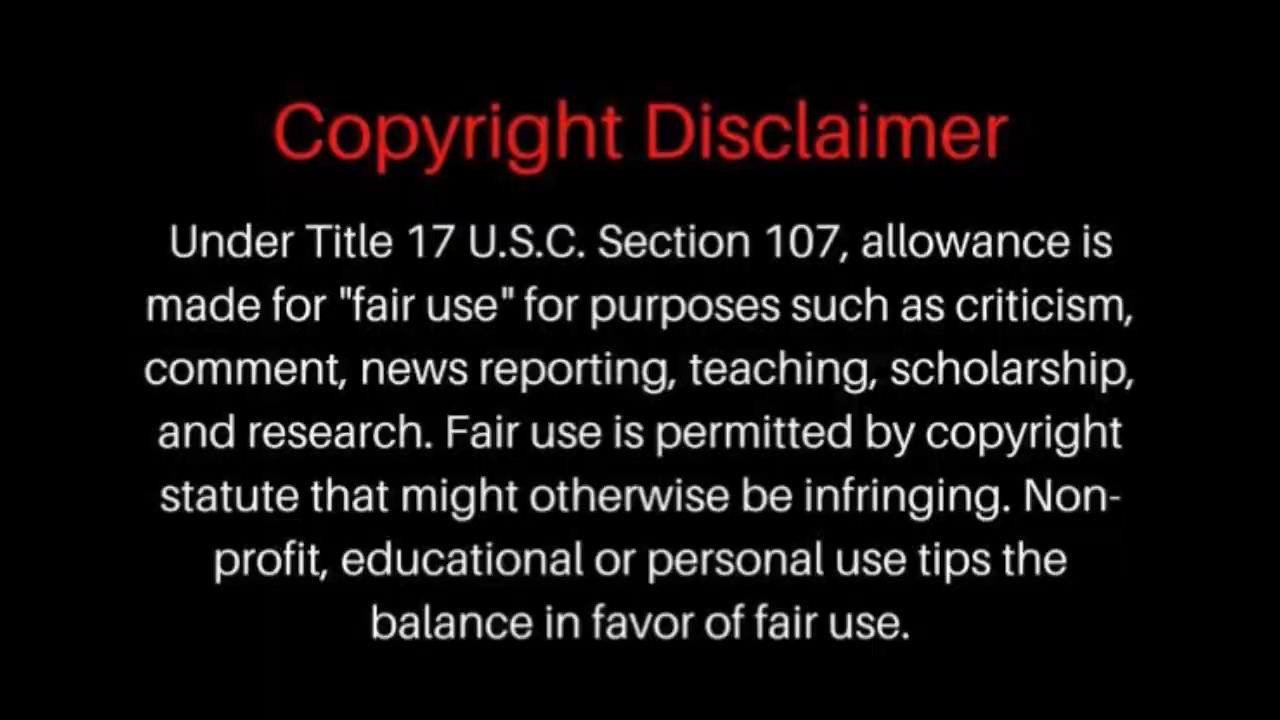 Copyright Disclaimer
Under Title 17 U.S.C. Section 107, allowance is
made for "fair use" for purposes such as criticism,
comment, news reporting, teaching, scholarship,
and research. Fair use is permitted by copyright
statute that might otherwise be infringing. Non-
profit, educational or personal use tips the
balance in favor of fair use.